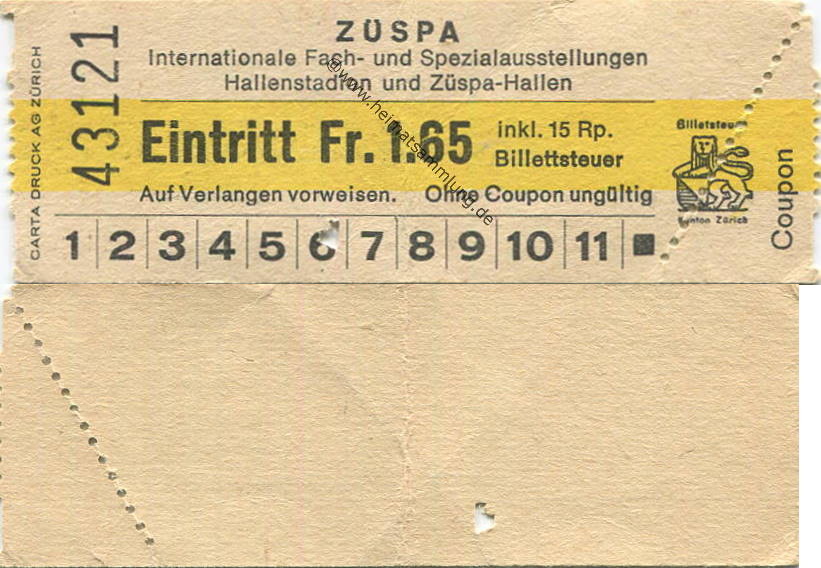 ZÜSPA
Internationale Fach- und Spezialausstellungen
Hallenstadion und Züspa-Hallen
43121
CARTA DRUCK AG ZÜRICH
Eintritt Fr. 1.65
inkl. 15 Rp.
Billettsteuer
Auf Verlangen vorweisen. Ohne Coupon ungültig
Billetsteuer
Kanton Zürich
Coupon
1 2 3 4 5 6 7 8 9 10 11
@www.heimatsammlung.de